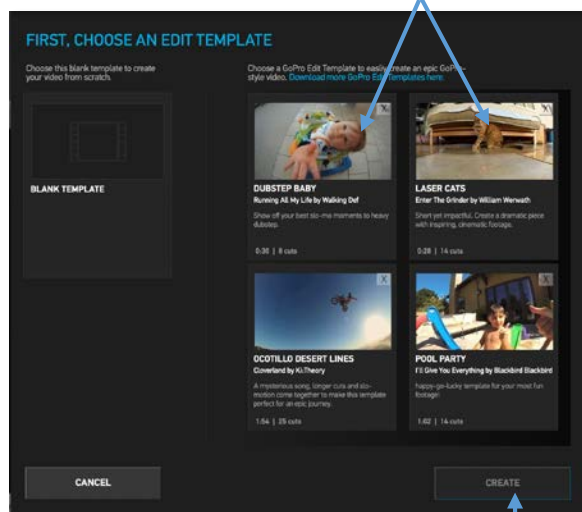 FIRST, CHOOSE AN EDIT TEMPLATE
Choose this blank template to create
your video from scratch.
BLANK TEMPLATE
Choose a GoPro Edit Template to easily create an epic GoPro-
style video. Download more GoPro Edit Templates here.
X
DUBSTEP BABY
Running All My Life by Walking Def
Show off your best slo-mo moments to heavy
dubstep.
0:30 | 8 cuts
LASER CATS
Enter The Grinder by William Werwath
Short yet impactful. Create a dramatic piece
with inspiring, cinematic footage.
0:28 | 14 cuts
X
OCOTILLO DESERT LINES
Cloverland by Ki:Theory
A mysterious song, longer cuts and slo-
motion come together to make this template
perfect for an epic journey.
1:54 | 25 cuts
X
POOL PARTY
I'll Give You Everything by Blackbird Blackbird
happy-go-lucky template for your most fun
footage!
1:02 | 14 cuts
CANCEL
CREATE